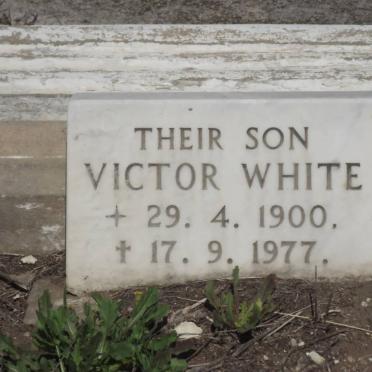 THEIR SON
VICTOR WHITE
✦ 29. 4. 1900.
✝ 17. 9. 1977.